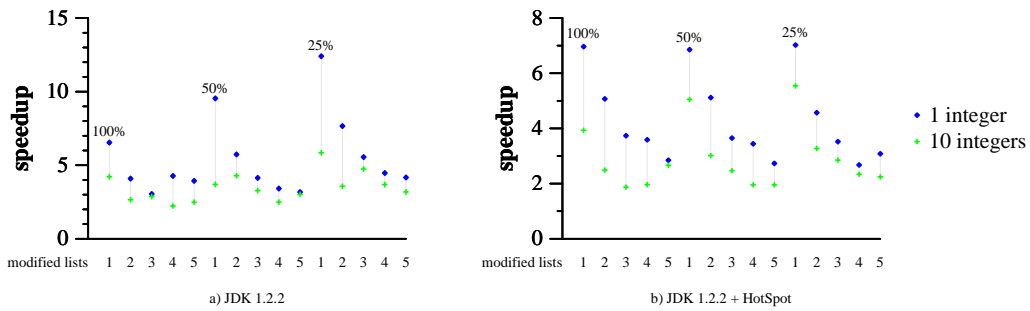 15
10
5
0
speedup
100%
50%
25%
modified lists 1 2 3 4 5 1 2 3 4 5 1 2 3 4 5
a) JDK 1.2.2
8
6
4
2
0
speedup
100%
50%
25%
modified lists 1 2 3 4 5 1 2 3 4 5 1 2 3 4 5
b) JDK 1.2.2 + HotSpot
1 integer
10 integers